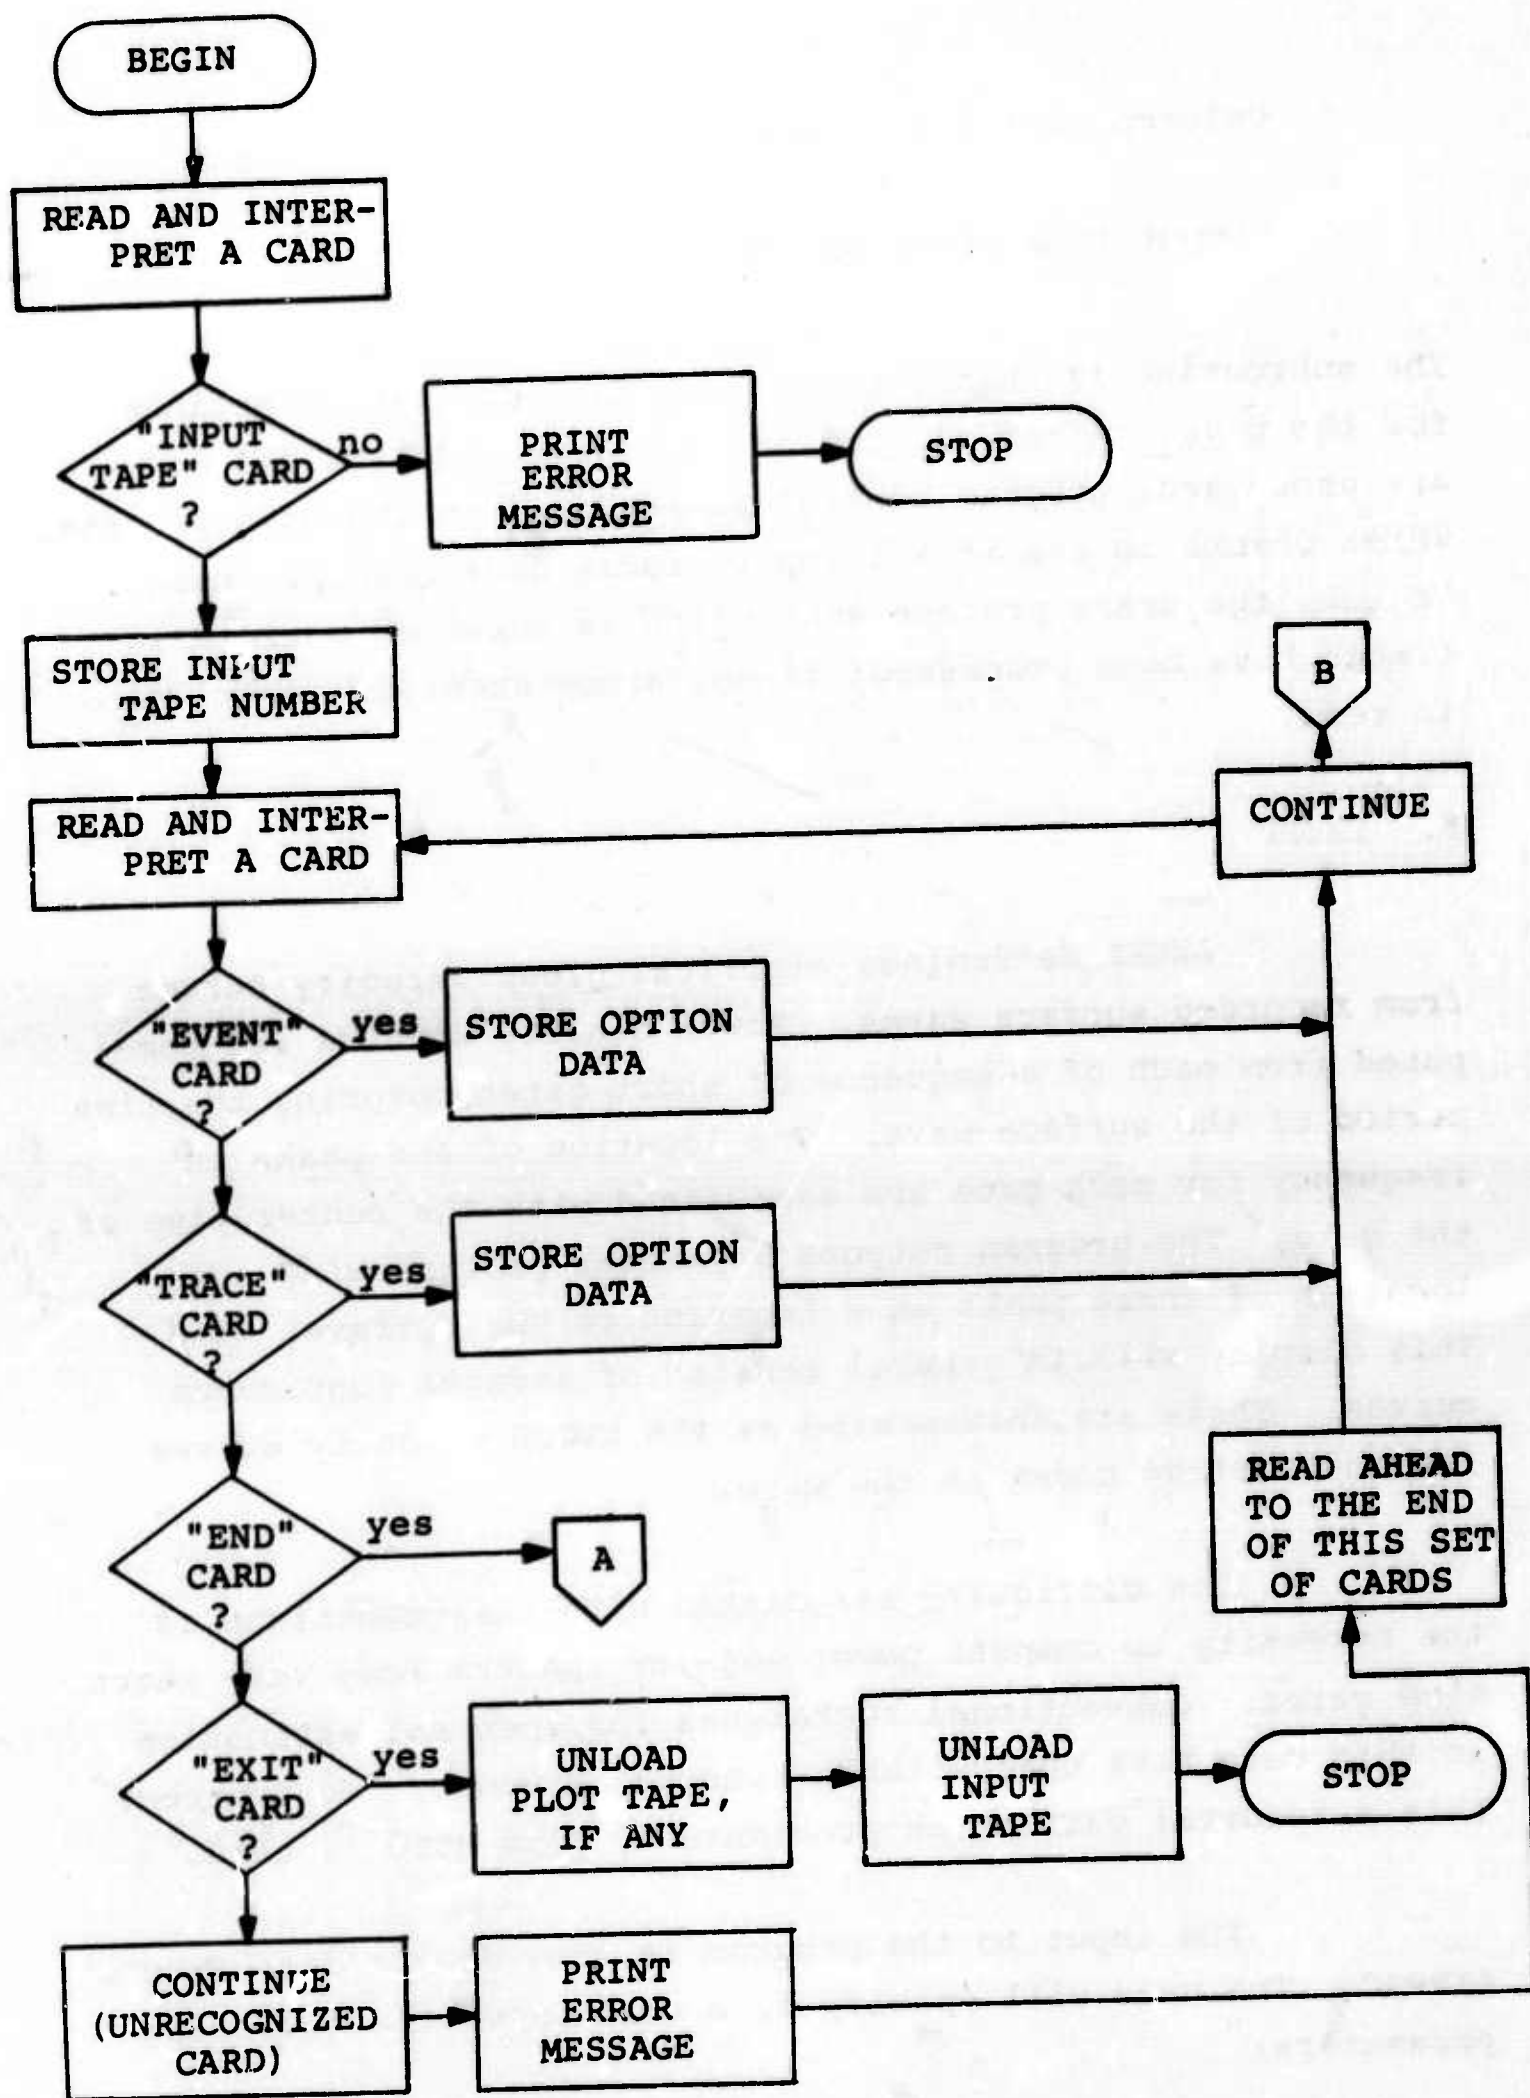 BEGIN
READ AND INTER-
PRET A CARD
"INPUT
TAPE" CARD
?
no
PRINT
ERROR
MESSAGE
STOP
STORE INPUT
TAPE NUMBER
B
READ AND INTER-
PRET A CARD
CONTINUE
"EVENT"
CARD
?
yes
STORE OPTION
DATA
"TRACE"
CARD
?
yes
STORE OPTION
DATA
"END"
CARD
?
yes
A
READ AHEAD
TO THE END
OF THIS SET
OF CARDS
"EXIT"
CARD
?
yes
UNLOAD
PLOT TAPE,
IF ANY
UNLOAD
INPUT
TAPE
STOP
CONTINUE
(UNRECOGNIZED
CARD)
PRINT
ERROR
MESSAGE